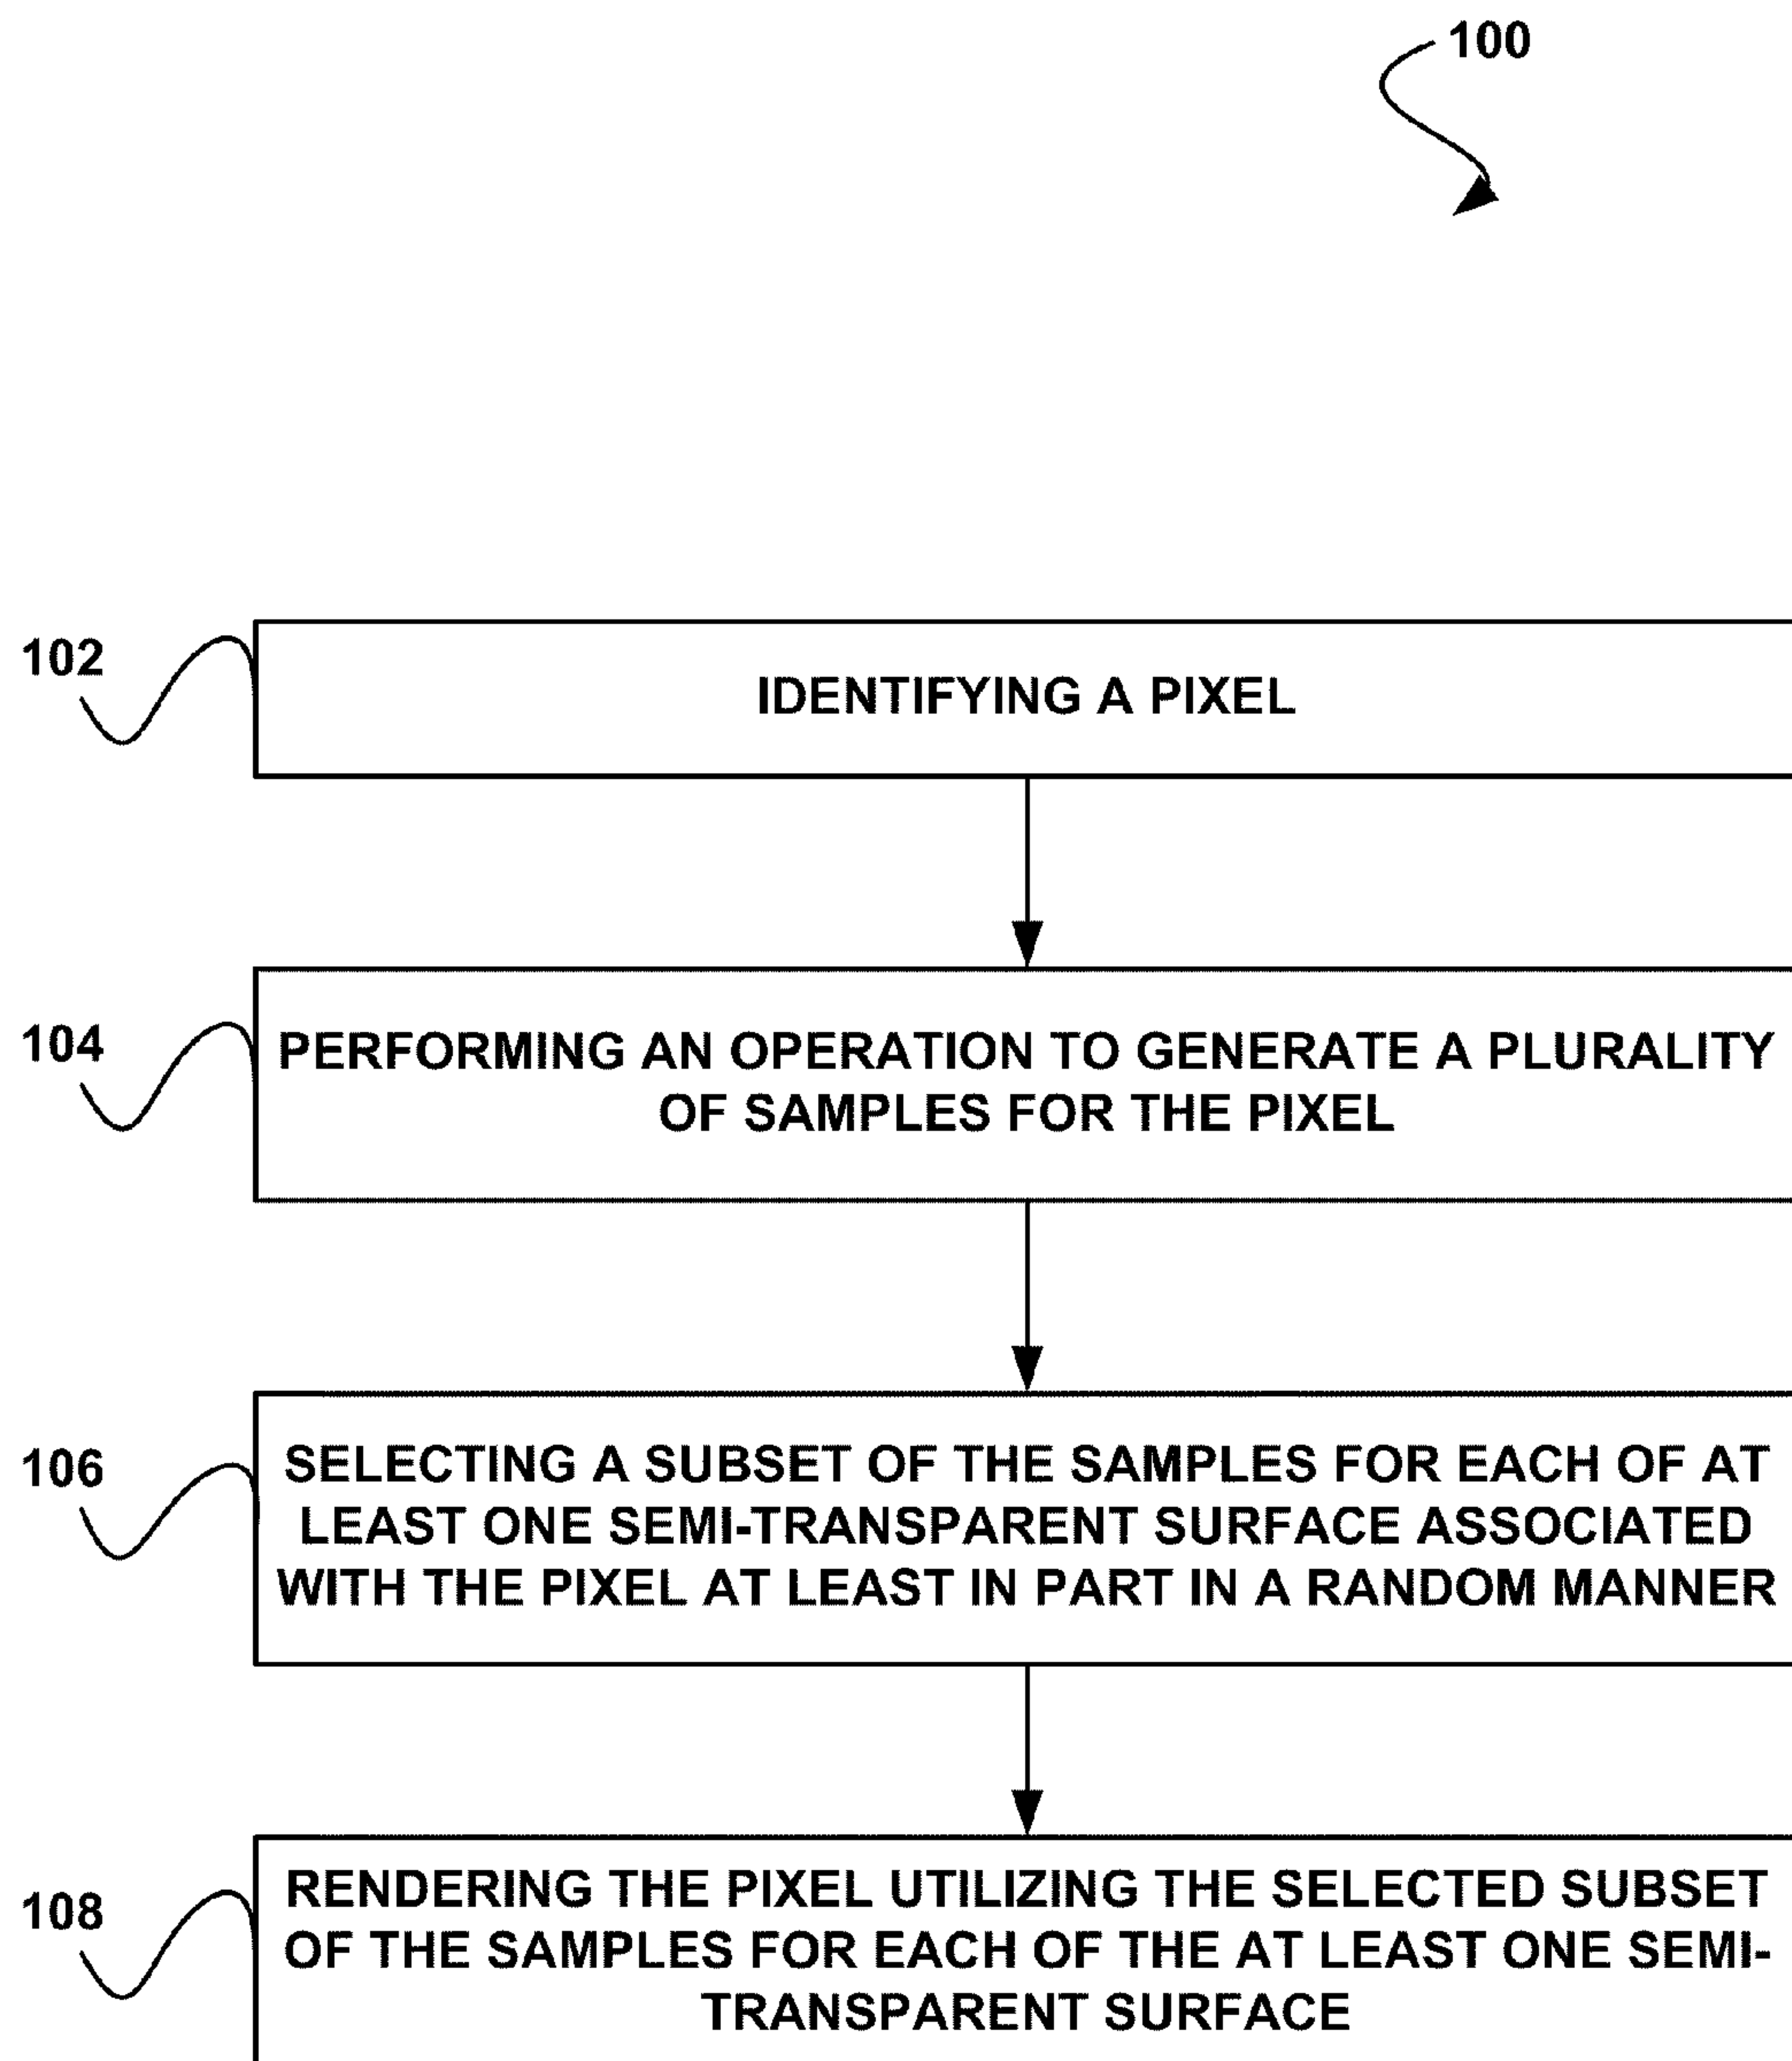 100
102
IDENTIFYING A PIXEL
104
PERFORMING AN OPERATION TO GENERATE A PLURALITY
OF SAMPLES FOR THE PIXEL
106
SELECTING A SUBSET OF THE SAMPLES FOR EACH OF AT
LEAST ONE SEMI-TRANSPARENT SURFACE ASSOCIATED
WITH THE PIXEL AT LEAST IN PART IN A RANDOM MANNER
108
RENDERING THE PIXEL UTILIZING THE SELECTED SUBSET
OF THE SAMPLES FOR EACH OF THE AT LEAST ONE SEMI-
TRANSPARENT SURFACE